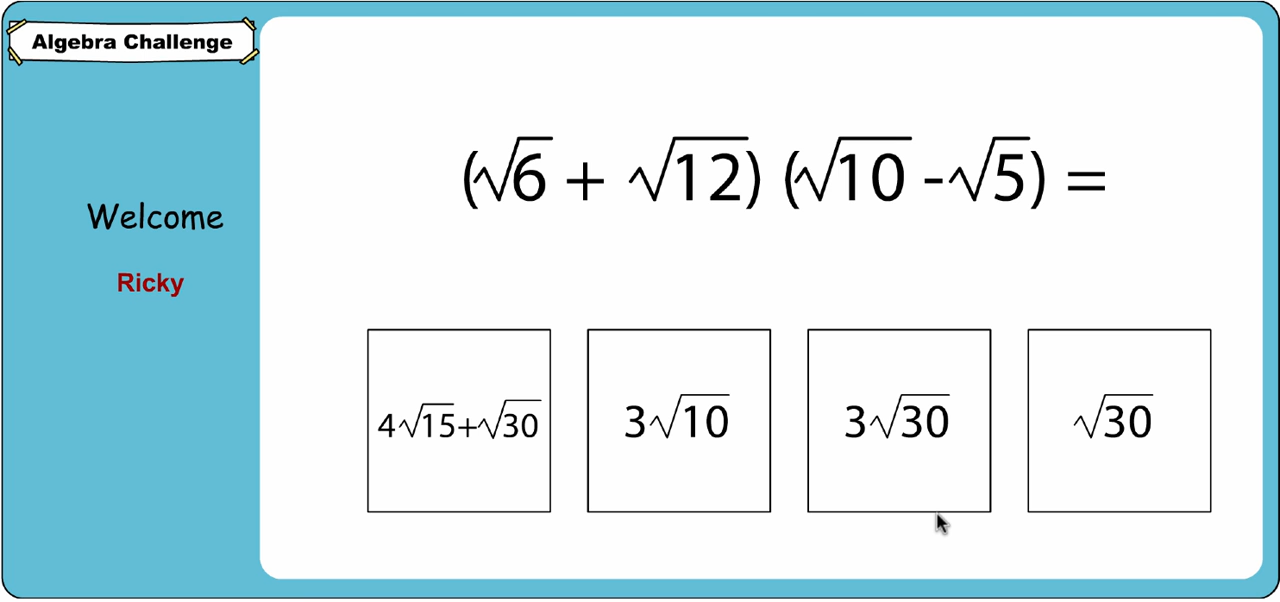 Algebra Challenge
Welcome
Ricky
(√6 + √12) (√10 -√5) =
4√15+√30
3√10
3√30
√30